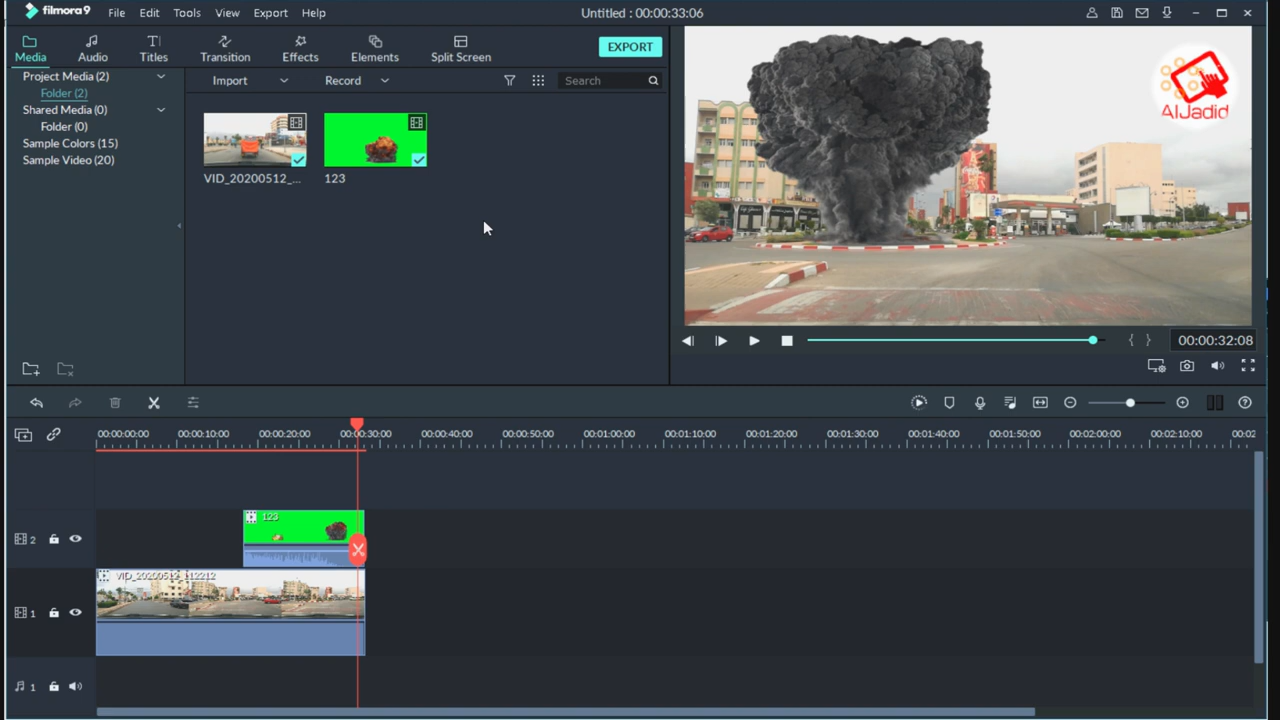 filmora9 File Edit Tools View Export Help Untitled : 00:00:33:06
Media Audio Titles Transition Effects Elements Split Screen EXPORT
Project Media (2)
Folder (2)
Shared Media (0)
Folder (0)
Sample Colors (15)
Sample Video (20)
Import Record Search
VID_20200512_...
123
AlJadid
00:00:32:08
00:00:00:00 00:00:10:00 00:00:20:00 00:00:30:00 00:00:40:00 00:00:50:00 00:01:00:00 00:01:10:00 00:01:20:00 00:01:30:00 00:01:40:00 00:01:50:00 00:02:00:00 00:02:10:00 00:02
2
123
1
VID_20200512_112212
1